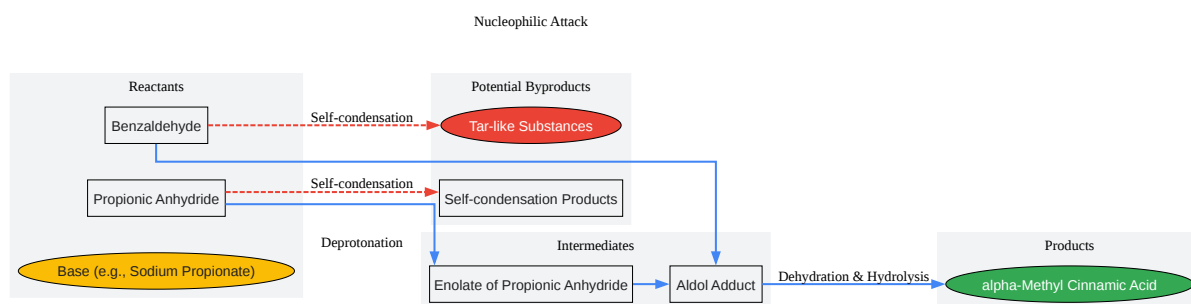 Nucleophilic Attack
Reactants
Potential Byproducts
Benzaldehyde
Self-condensation
Tar-like Substances
Propionic Anhydride
Self-condensation
Self-condensation Products
Deprotonation
Intermediates
Products
Base (e.g., Sodium Propionate)
Enolate of Propionic Anhydride
Aldol Adduct
Dehydration & Hydrolysis
alpha-Methyl Cinnamic Acid